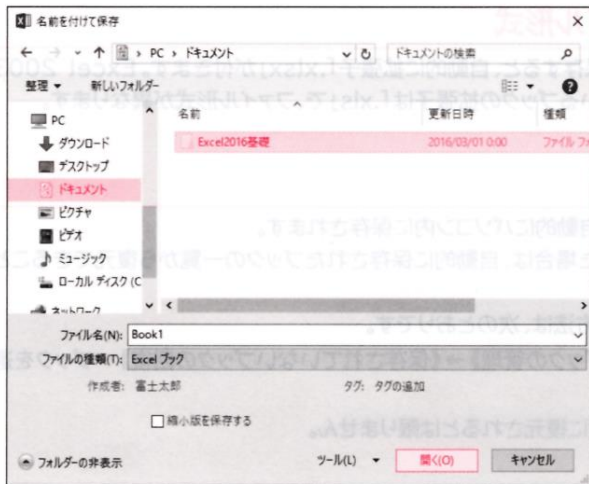 名前を付けて保存
PC › ドキュメント
ドキュメントの検索
整理
新しいフォルダー
PC
ダウンロード
デスクトップ
ドキュメント
ピクチャ
ビデオ
ミュージック
ローカル ディスク (C
ネットワーク
名前 更新日時 種類
Excel2016基礎 2016/03/01 0:00 ファイル フォ
ファイル名(N): Book1
ファイルの種類(T): Excel ブック
作成者: 富士太郎 タグ: タグの追加
縮小版を保存する
フォルダーの非表示
ツール(L) 開く(O) キャンセル